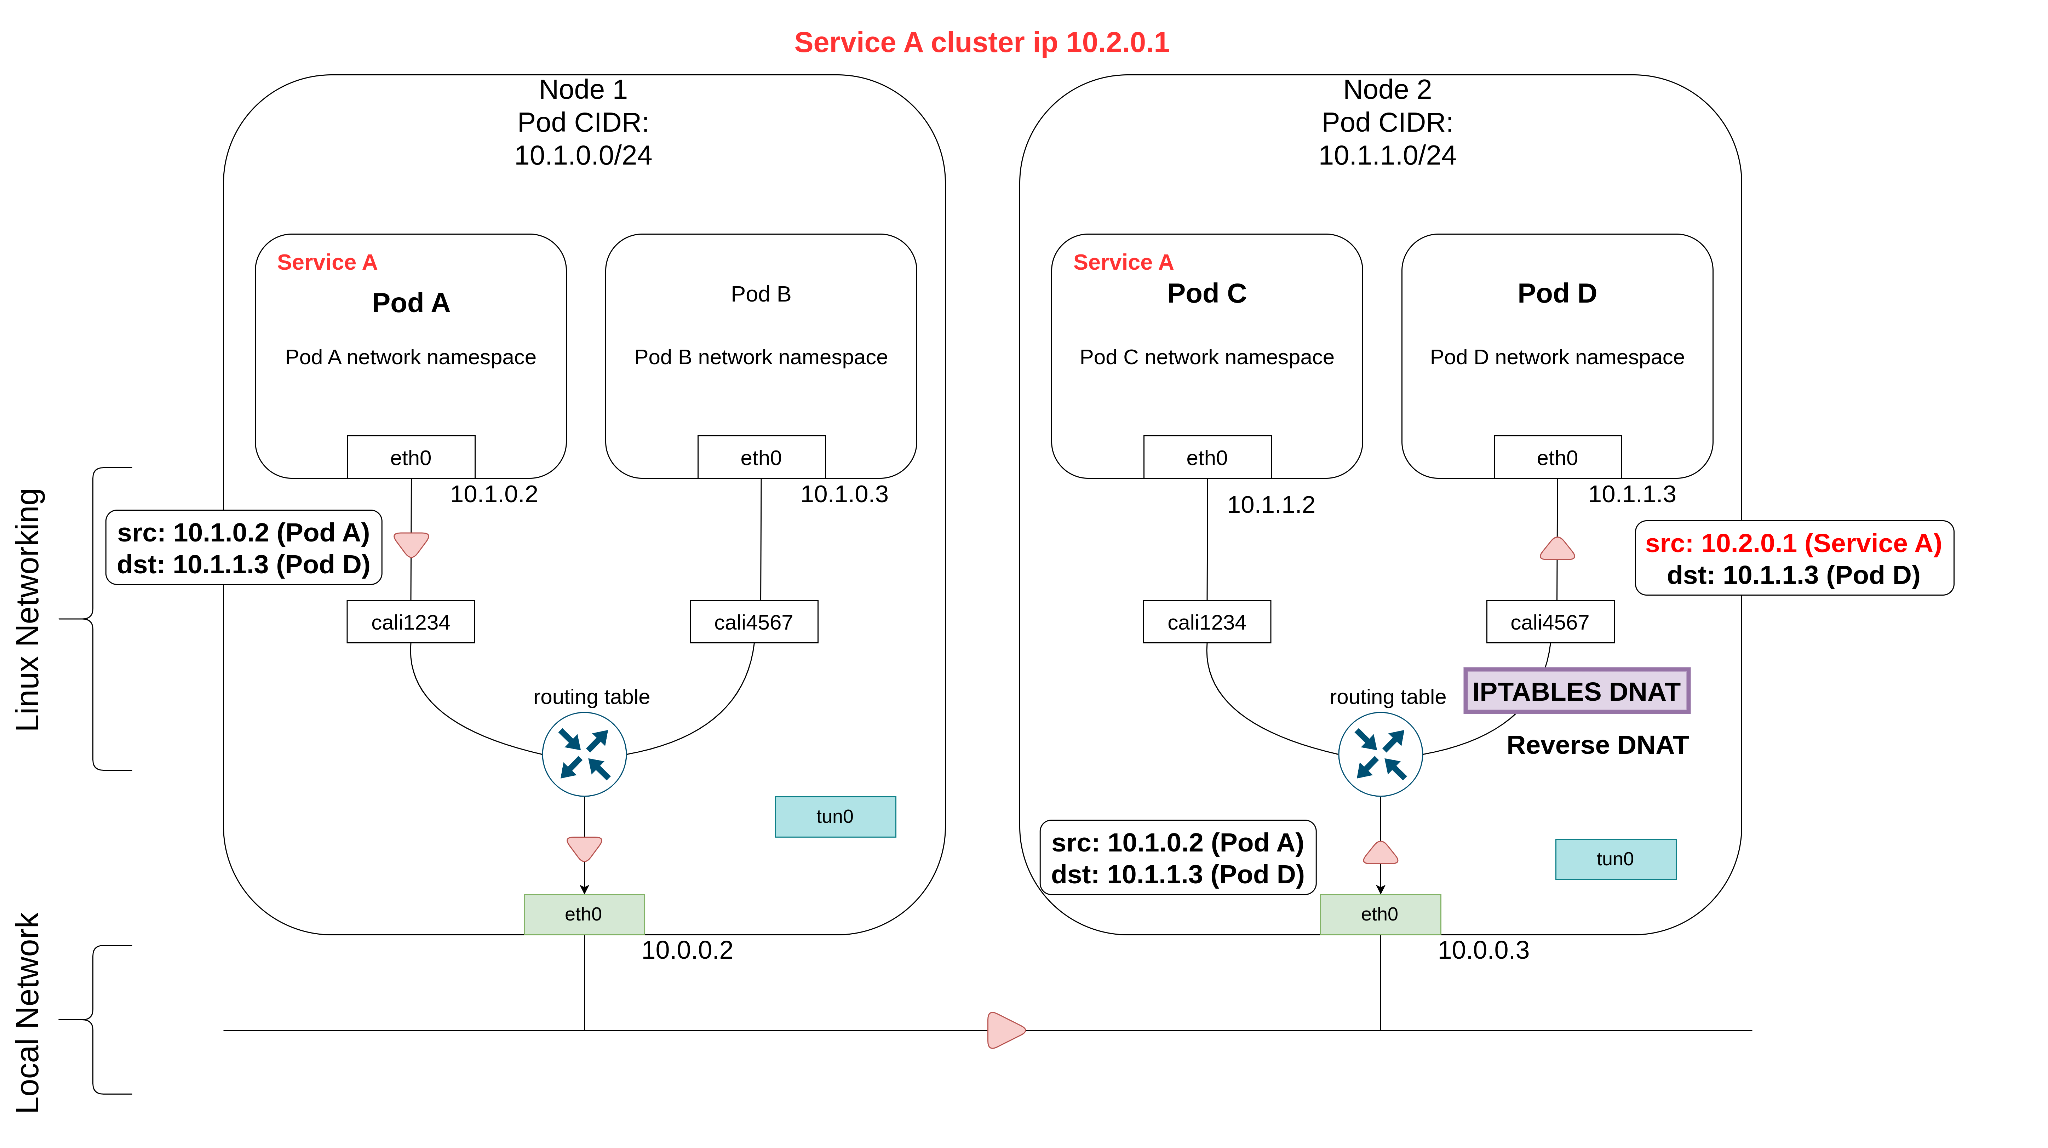 Service A cluster ip 10.2.0.1
Node 1
Pod CIDR:
10.1.0.0/24
Service A
Pod A
Pod A network namespace
eth0
10.1.0.2
Pod B
Pod B network namespace
eth0
10.1.0.3
src: 10.1.0.2 (Pod A)
dst: 10.1.1.3 (Pod D)
cali1234
cali4567
routing table
tun0
eth0
10.0.0.2
Node 2
Pod CIDR:
10.1.1.0/24
Service A
Pod C
Pod C network namespace
eth0
10.1.1.2
Pod D
Pod D network namespace
eth0
10.1.1.3
src: 10.2.0.1 (Service A)
dst: 10.1.1.3 (Pod D)
cali1234
cali4567
routing table
IPTABLES DNAT
Reverse DNAT
src: 10.1.0.2 (Pod A)
dst: 10.1.1.3 (Pod D)
tun0
eth0
10.0.0.3
Linux Networking
Local Network